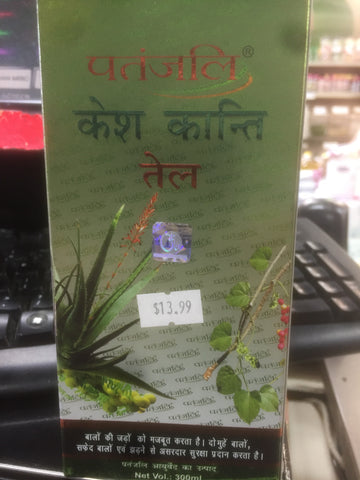 पतंजलि®
केश कान्ति
तेल
$13.99
बालों की जड़ों को मजबूत करता है। दोमुहें बालों,
सफेद बालों एवं झड़ने से असरदार सुरक्षा प्रदान करता है।
पतंजलि आयुर्वेद का उत्पाद
Net Vol.: 300ml